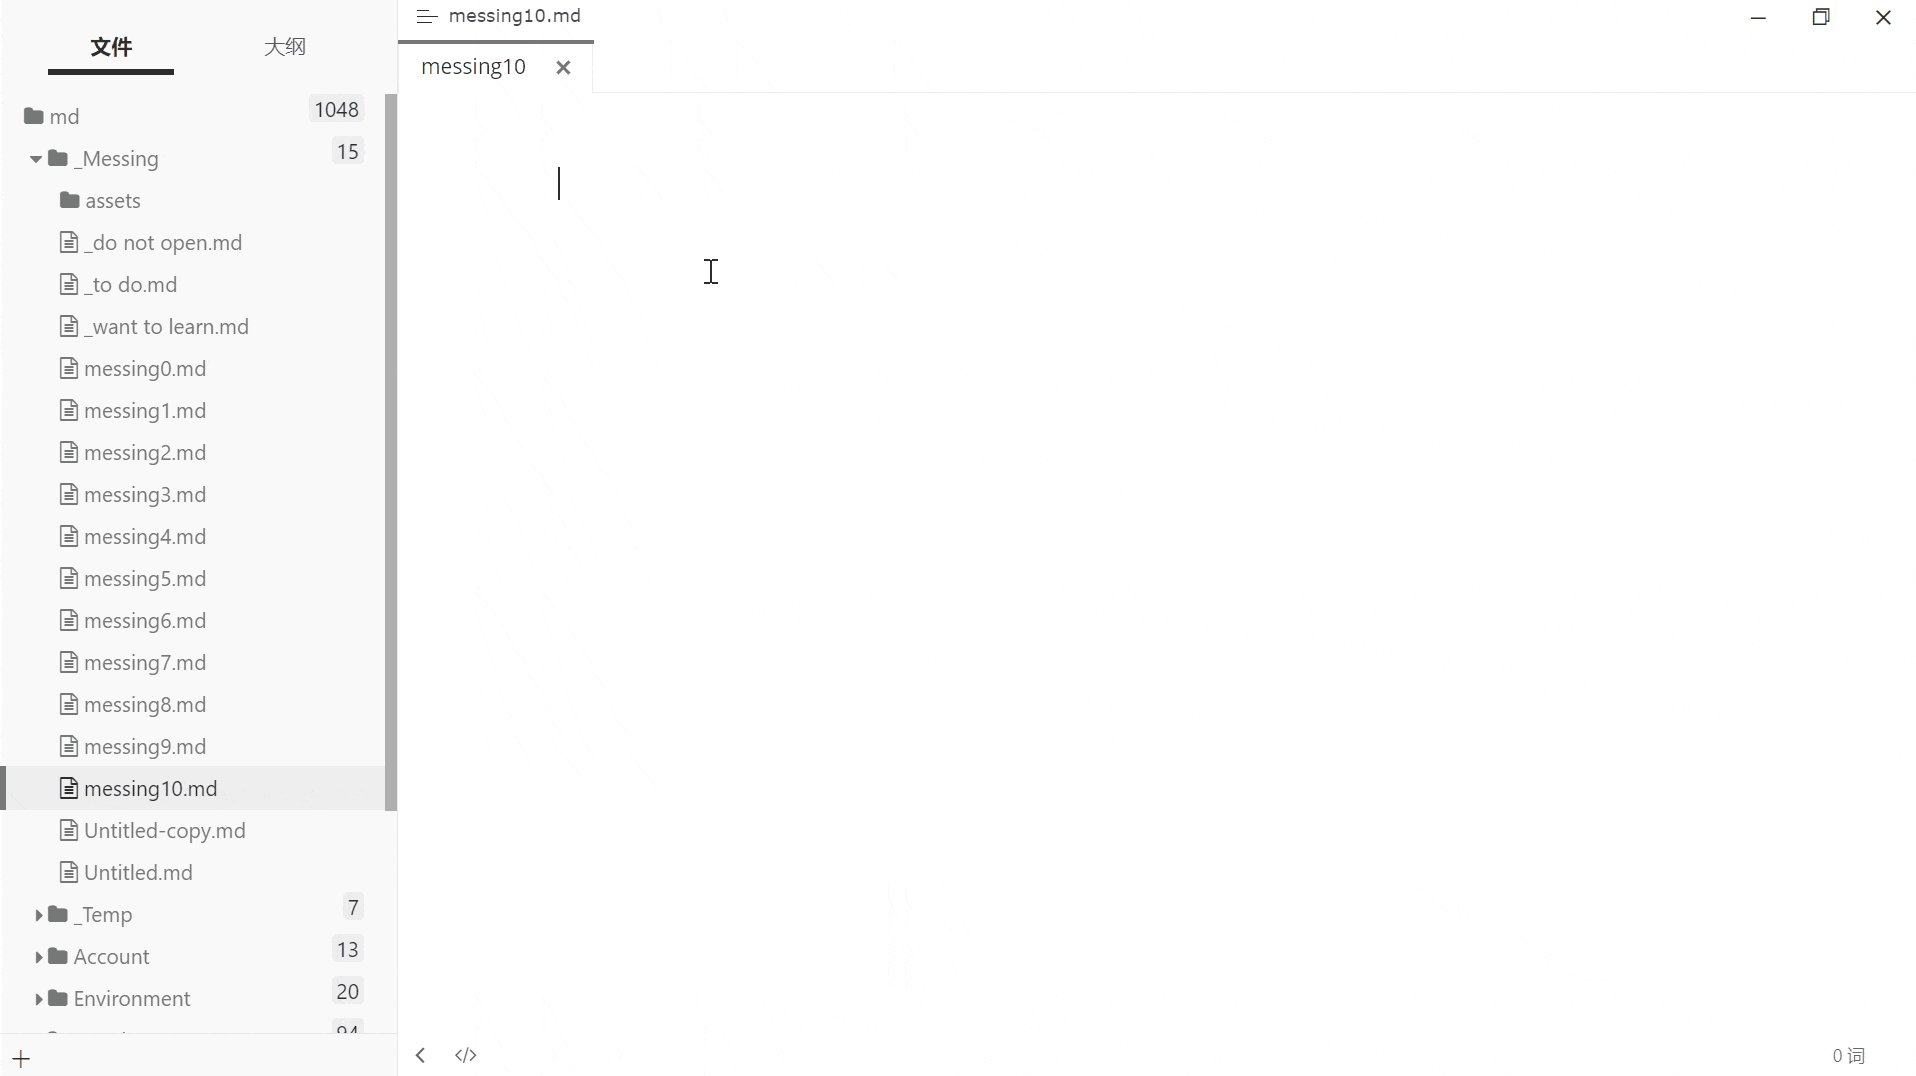 messing10.md
文件 大纲
messing10
md 1048
_Messing 15
assets
_do not open.md
_to do.md
_want to learn.md
messing0.md
messing1.md
messing2.md
messing3.md
messing4.md
messing5.md
messing6.md
messing7.md
messing8.md
messing9.md
messing10.md
Untitled-copy.md
Untitled.md
_Temp 7
Account 13
Environment 20
94
</> 0 词